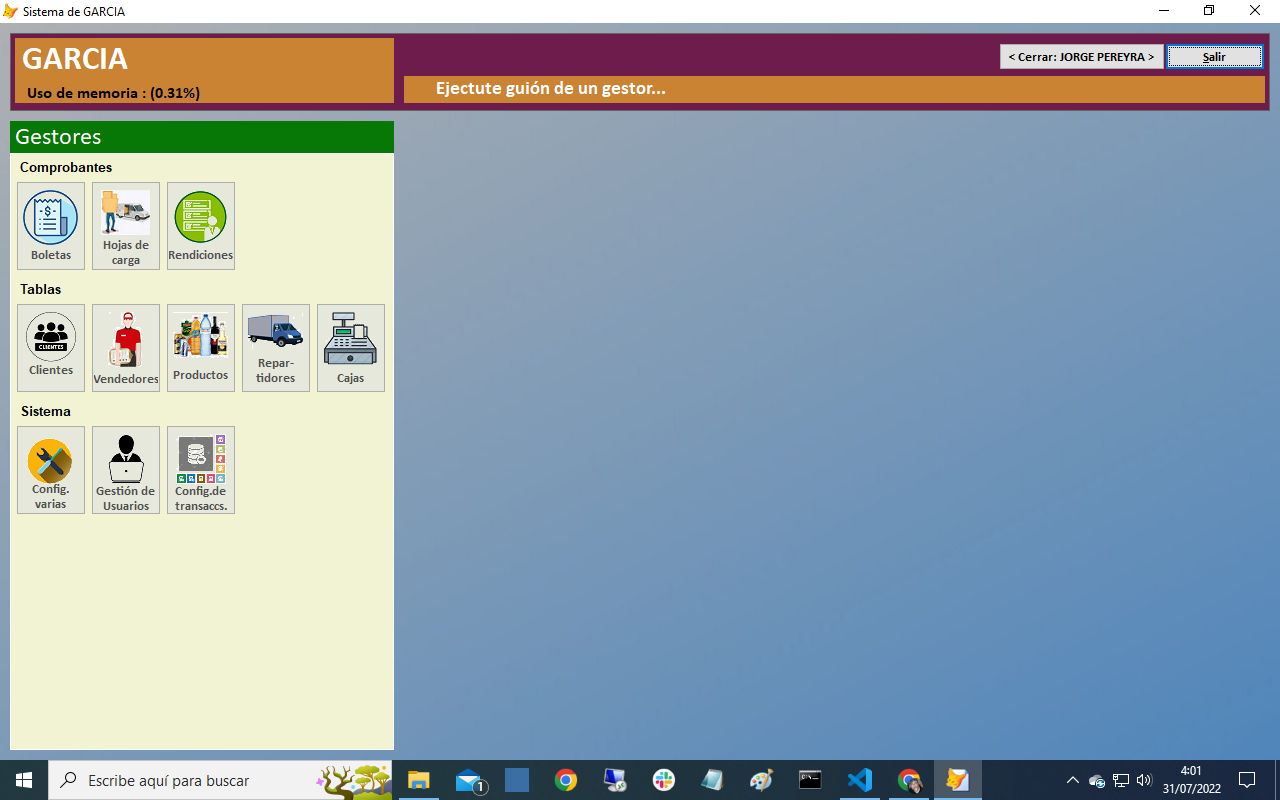 Sistema de GARCIA
GARCIA
Uso de memoria : (0.31%)
< Cerrar: JORGE PEREYRA >
Salir
Ejectute guión de un gestor...
Gestores
Comprobantes
Boletas
Hojas de
carga
Rendiciones
Tablas
CLIENTES
Clientes
Vendedores
Productos
Repar-
tidores
Cajas
Sistema
Config.
varias
Gestión de
Usuarios
Config.de
transaccs.
Escribe aquí para buscar
1
4:01
31/07/2022